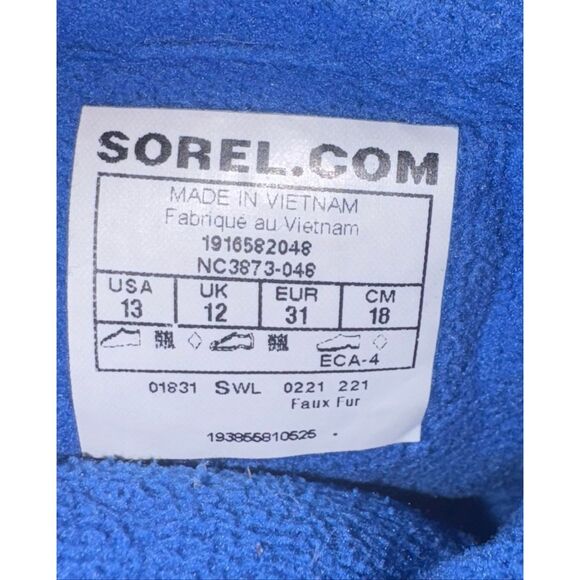 SOREL.COM
MADE IN VIETNAM
Fabriqué au Vietnam
1916582048
NC3873-048
USA UK EUR CM
13 12 31 18
ECA-4
01831 SWL 0221 221
Faux Fur
193855810525